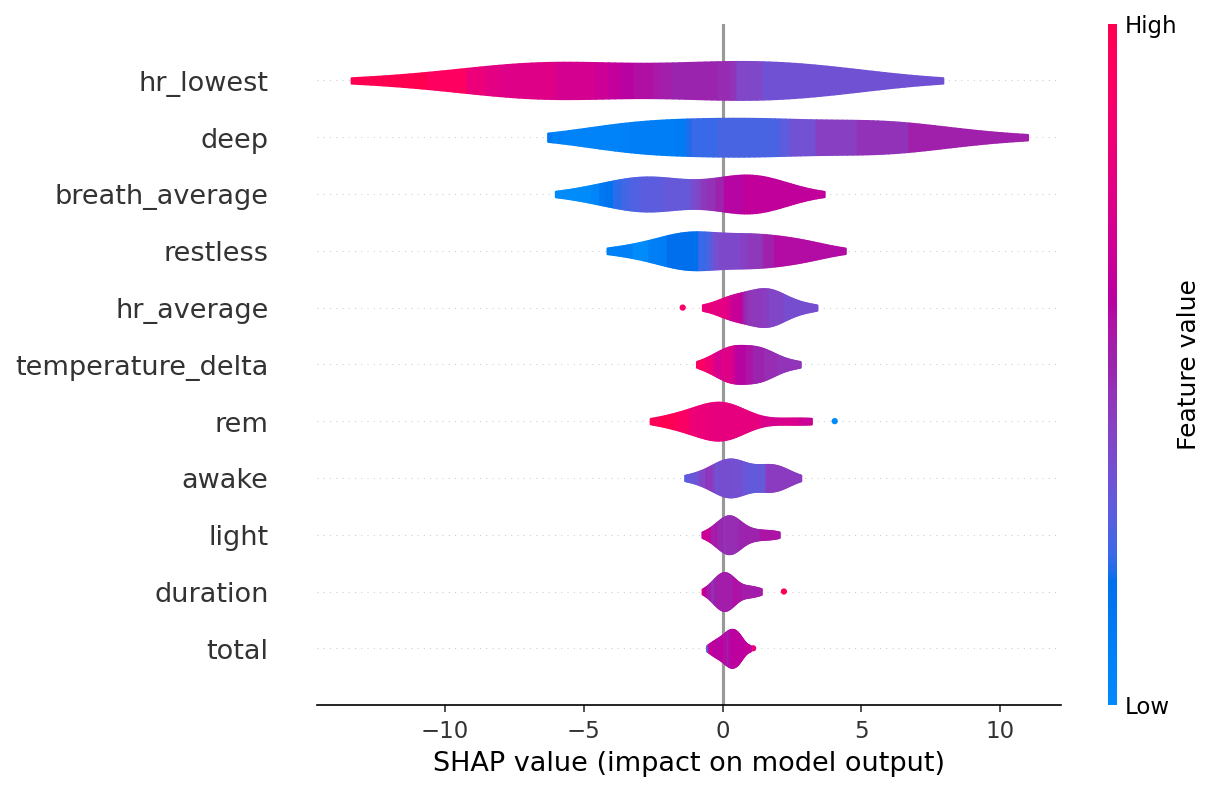 High
hr_lowest
deep
breath_average
restless
hr_average
temperature_delta
rem
awake
light
duration
total
Feature value
Low
−10
−5
0
5
10
SHAP value (impact on model output)